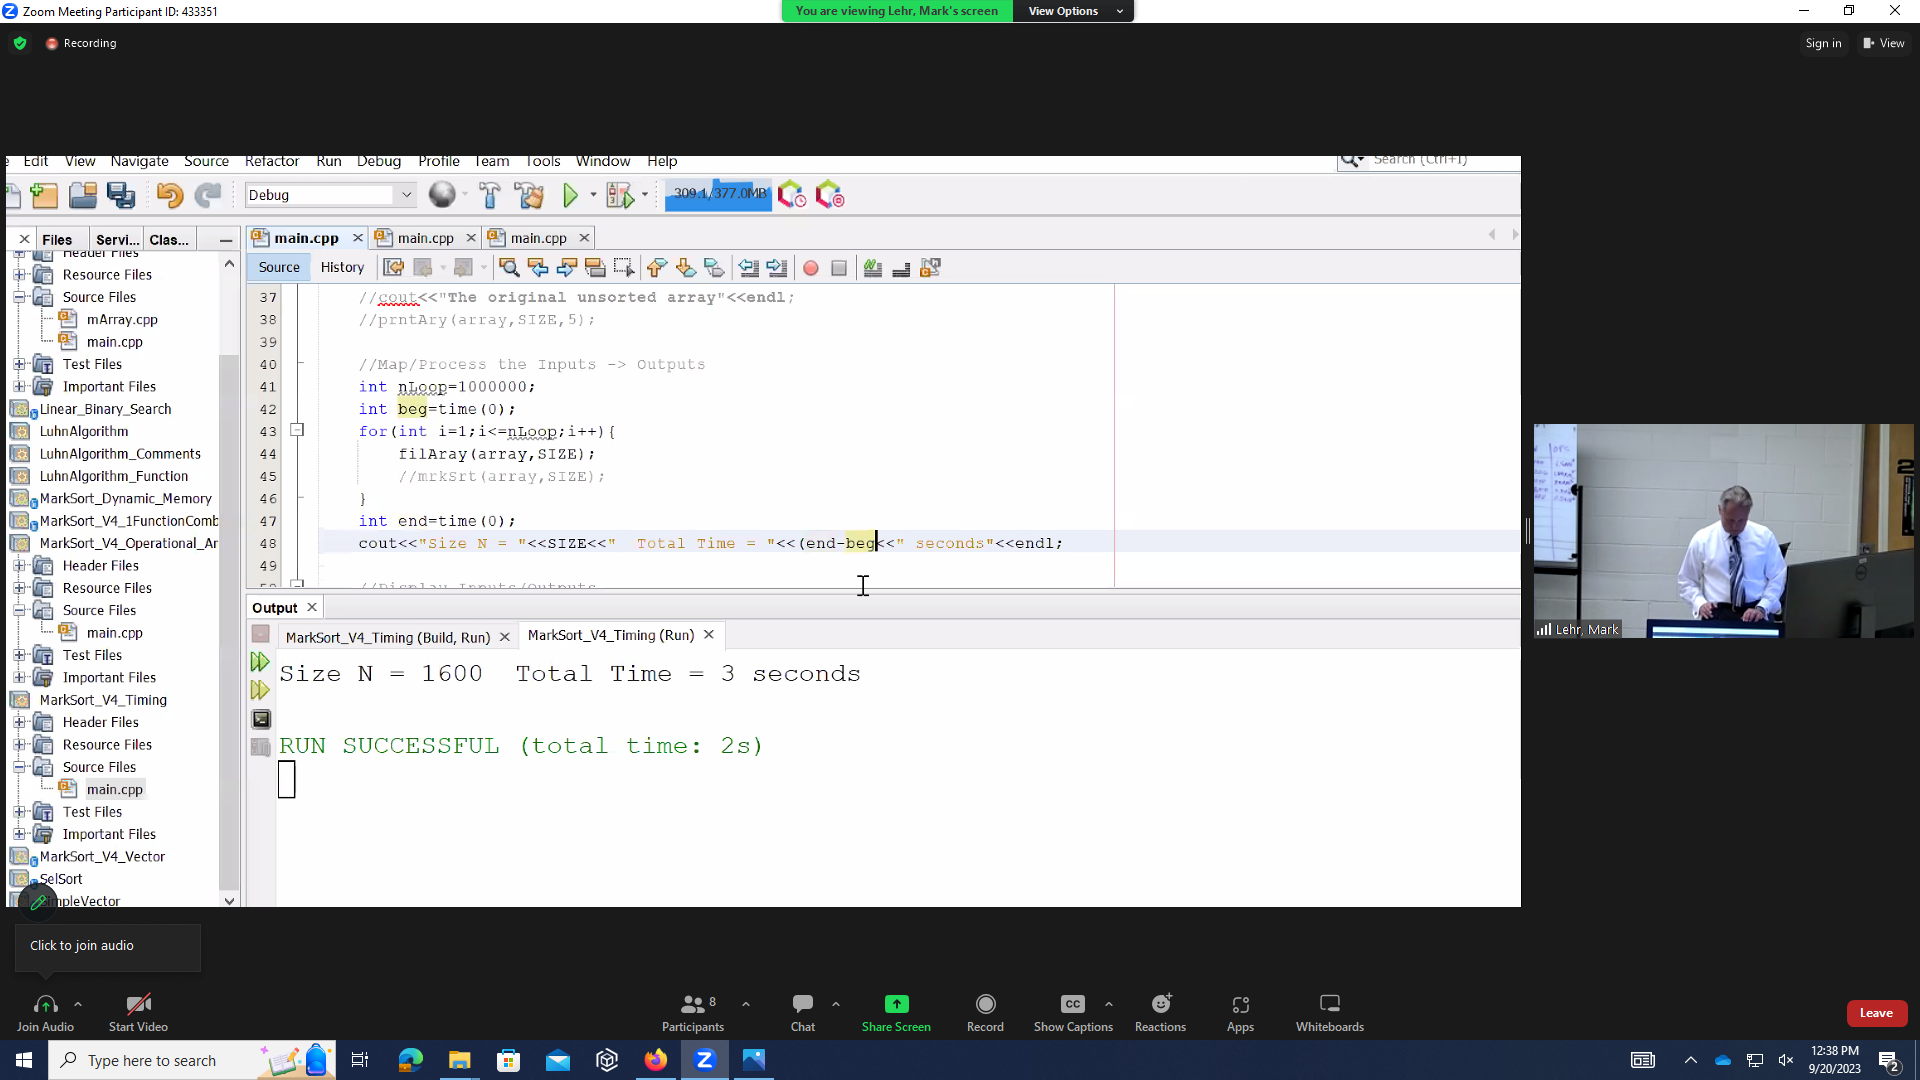 Zoom Meeting Participant ID: 433351
You are viewing Lehr, Mark's screen
View Options
Recording
Sign in
View
Edit View Navigate Source Refactor Run Debug Profile Team Tools Window Help
Search (Ctrl+I)
Debug
309.1/377.0MB
Files Servi... Clas...
main.cpp main.cpp main.cpp
Source History
Header Files
Resource Files
Source Files
mArray.cpp
main.cpp
Test Files
Important Files
Linear_Binary_Search
LuhnAlgorithm
LuhnAlgorithm_Comments
LuhnAlgorithm_Function
MarkSort_Dynamic_Memory
MarkSort_V4_1FunctionComb
MarkSort_V4_Operational_Ar
Header Files
Resource Files
Source Files
main.cpp
Test Files
Important Files
MarkSort_V4_Timing
Header Files
Resource Files
Source Files
main.cpp
Test Files
Important Files
MarkSort_V4_Vector
SelSort
impleVector
37 //cout<<"The original unsorted array"<<endl;
38 //prntAry(array,SIZE,5);
39
40 //Map/Process the Inputs -> Outputs
41 int nLoop=1000000;
42 int beg=time(0);
43 for(int i=1;i<=nLoop;i++){
44 filAray(array,SIZE);
45 //mrkSrt(array,SIZE);
46 }
47 int end=time(0);
48 cout<<"Size N = "<<SIZE<<"  Total Time = "<<(end-beg<<" seconds"<<endl;
49
50 //Display Inputs/Outputs
Output
MarkSort_V4_Timing (Build, Run) MarkSort_V4_Timing (Run)
Size N = 1600  Total Time = 3 seconds
RUN SUCCESSFUL (total time: 2s)
Lehr, Mark
Click to join audio
Join Audio
Start Video
Participants
8
Chat
Share Screen
CC
Record
Show Captions
Reactions
Apps
Whiteboards
Leave
Type here to search
12:38 PM
9/20/2023
2